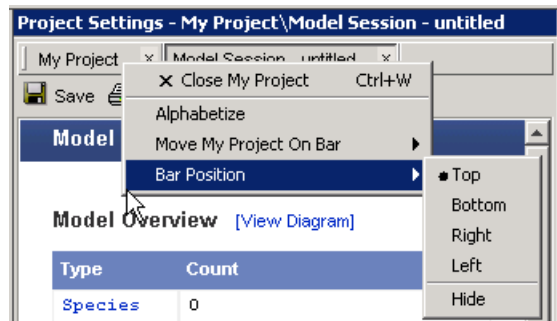 Project Settings - My Project\Model Session - untitled
My Project x Model Session untitled x
Save
Close My Project Ctrl+W
Alphabetize
Move My Project On Bar
Bar Position
Top
Bottom
Right
Left
Hide
Model
Model Overview [View Diagram]
Type Count
Species 0